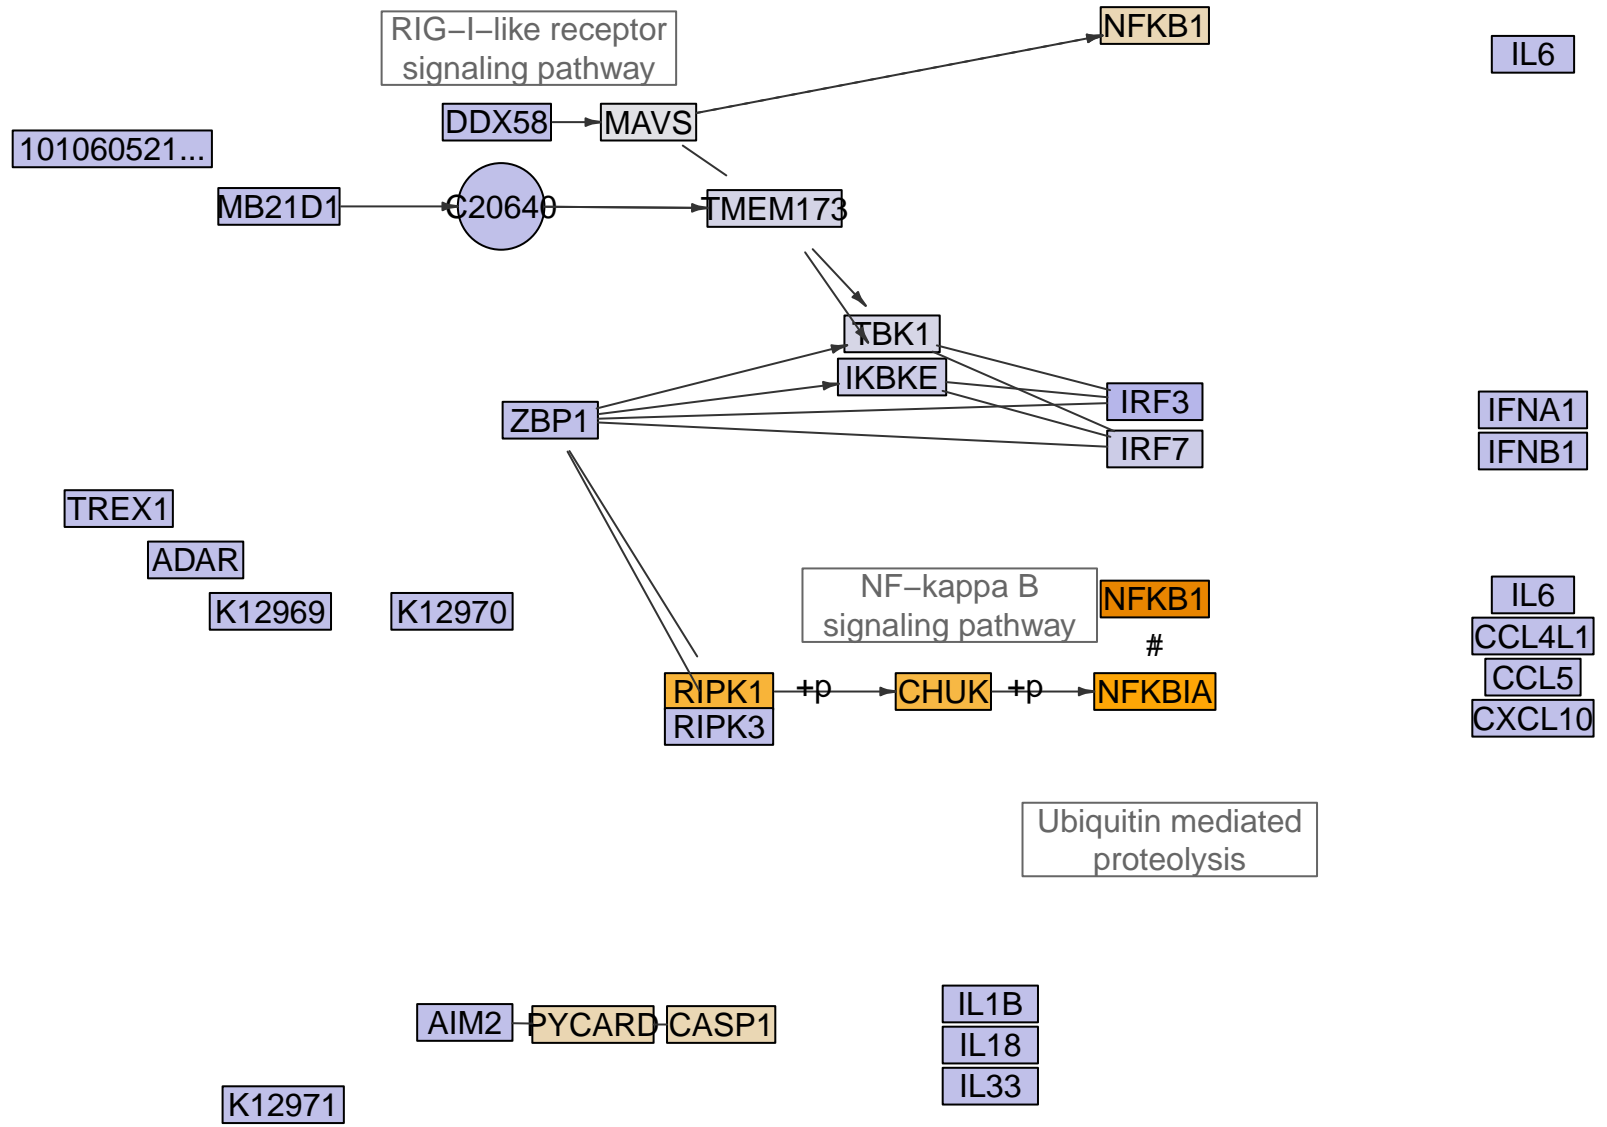 RIG–I–like receptor
signaling pathway
NFKB1
IL6
DDX58
MAVS
101060521...
MB21D1
C20640
TMEM173
TBK1
IKBKE
ZBP1
IRF3
IRF7
IFNA1
IFNB1
TREX1
ADAR
K12969
K12970
NF–kappa B
signaling pathway
NFKB1
#
IL6
CCL4L1
CCL5
CXCL10
RIPK1
+p
CHUK
+p
NFKBIA
RIPK3
Ubiquitin mediated
proteolysis
AIM2
PYCARD
CASP1
IL1B
IL18
IL33
K12971